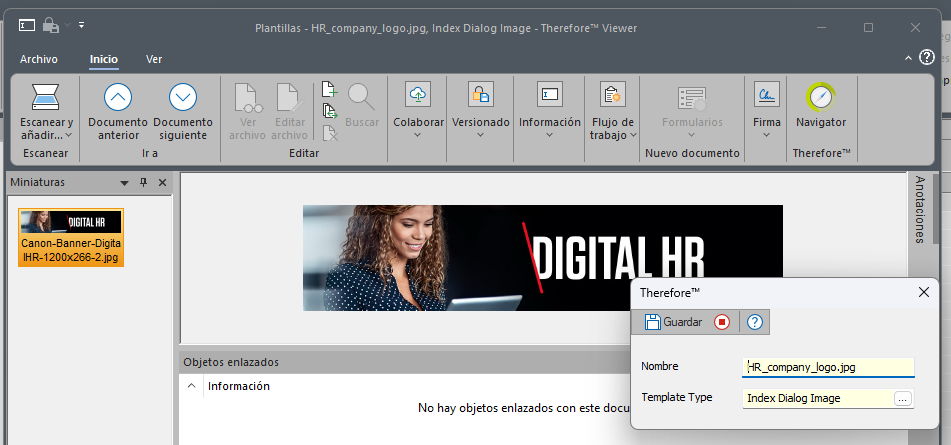 Plantillas - HR_company_logo.jpg, Index Dialog Image - Therefore™ Viewer
Archivo
Inicio
Ver
Escanear y añadir...
Documento anterior
Documento siguiente
Ver archivo
Editar archivo
Buscar
Colaborar
Versionado
Información
Flujo de trabajo
Formularios
Firma
Navigator
Escanear
Ir a
Editar
Nuevo documento
Therefore™
Miniaturas
DIGITAL HR
Canon-Banner-Digita
lHR-1200x266-2.jpg
DIGITAL HR
Anotaciones
Therefore™
Guardar
Nombre
HR_company_logo.jpg
Template Type
Index Dialog Image
...
Objetos enlazados
Información
No hay objetos enlazados con este docu